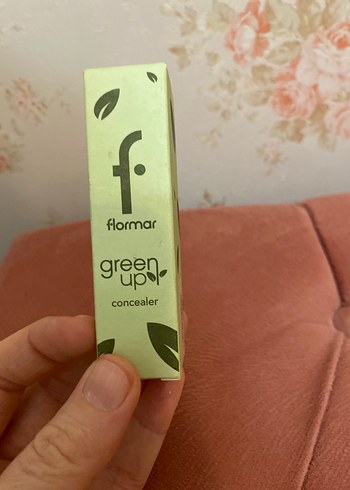 f
flormar
green
up
concealer